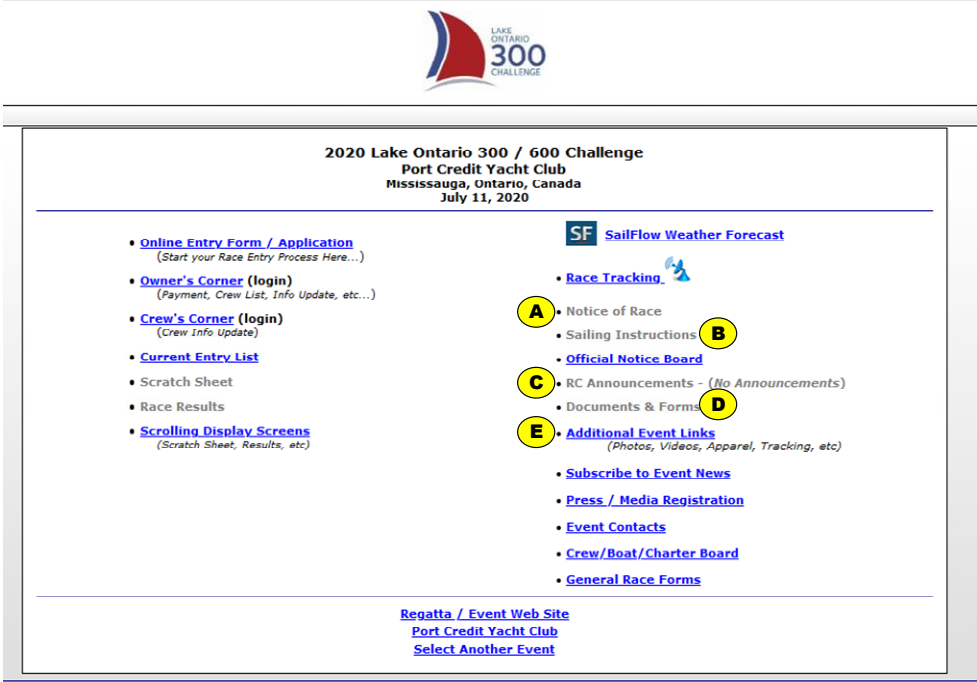 LAKE
ONTARIO
300
CHALLENGE
2020 Lake Ontario 300 / 600 Challenge
Port Credit Yacht Club
Mississauga, Ontario, Canada
July 11, 2020
• Online Entry Form / Application
(Start your Race Entry Process Here...)
• Owner's Corner (login)
(Payment, Crew List, Info Update, etc...)
• Crew's Corner (login)
(Crew Info Update)
• Current Entry List
• Scratch Sheet
• Race Results
• Scrolling Display Screens
(Scratch Sheet, Results, etc)
SF SailFlow Weather Forecast
• Race Tracking
A • Notice of Race
• Sailing Instructions B
• Official Notice Board
C • RC Announcements - (No Announcements)
• Documents & Forms D
E • Additional Event Links
(Photos, Videos, Apparel, Tracking, etc)
• Subscribe to Event News
• Press / Media Registration
• Event Contacts
• Crew/Boat/Charter Board
• General Race Forms
Regatta / Event Web Site
Port Credit Yacht Club
Select Another Event